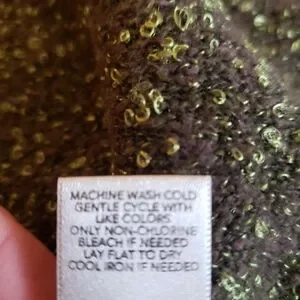 MACHINE WASH COLD
GENTLE CYCLE WITH
LIKE COLORS
ONLY NON-CHLORINE
BLEACH IF NEEDED
LAY FLAT TO DRY
COOL IRON IF NEEDED